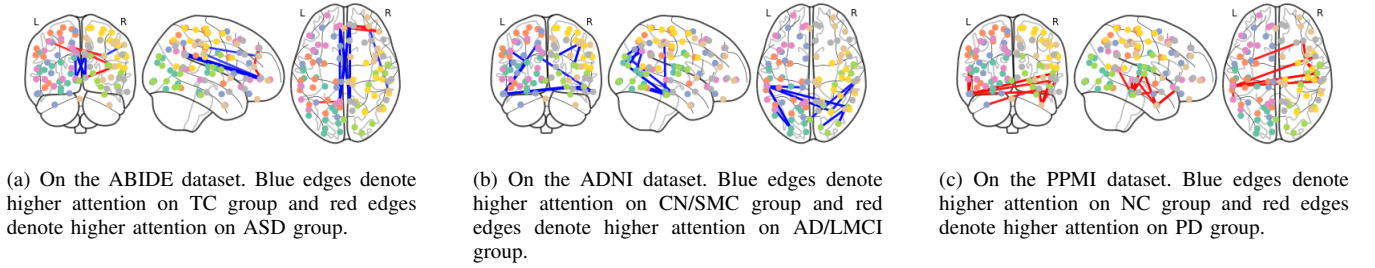 L R R
L R R
L R R
(a) On the ABIDE dataset. Blue edges denote
higher attention on TC group and red edges
denote higher attention on ASD group.
(b) On the ADNI dataset. Blue edges denote
higher attention on CN/SMC group and red
edges denote higher attention on AD/LMCI
group.
(c) On the PPMI dataset. Blue edges denote
higher attention on NC group and red edges
denote higher attention on PD group.